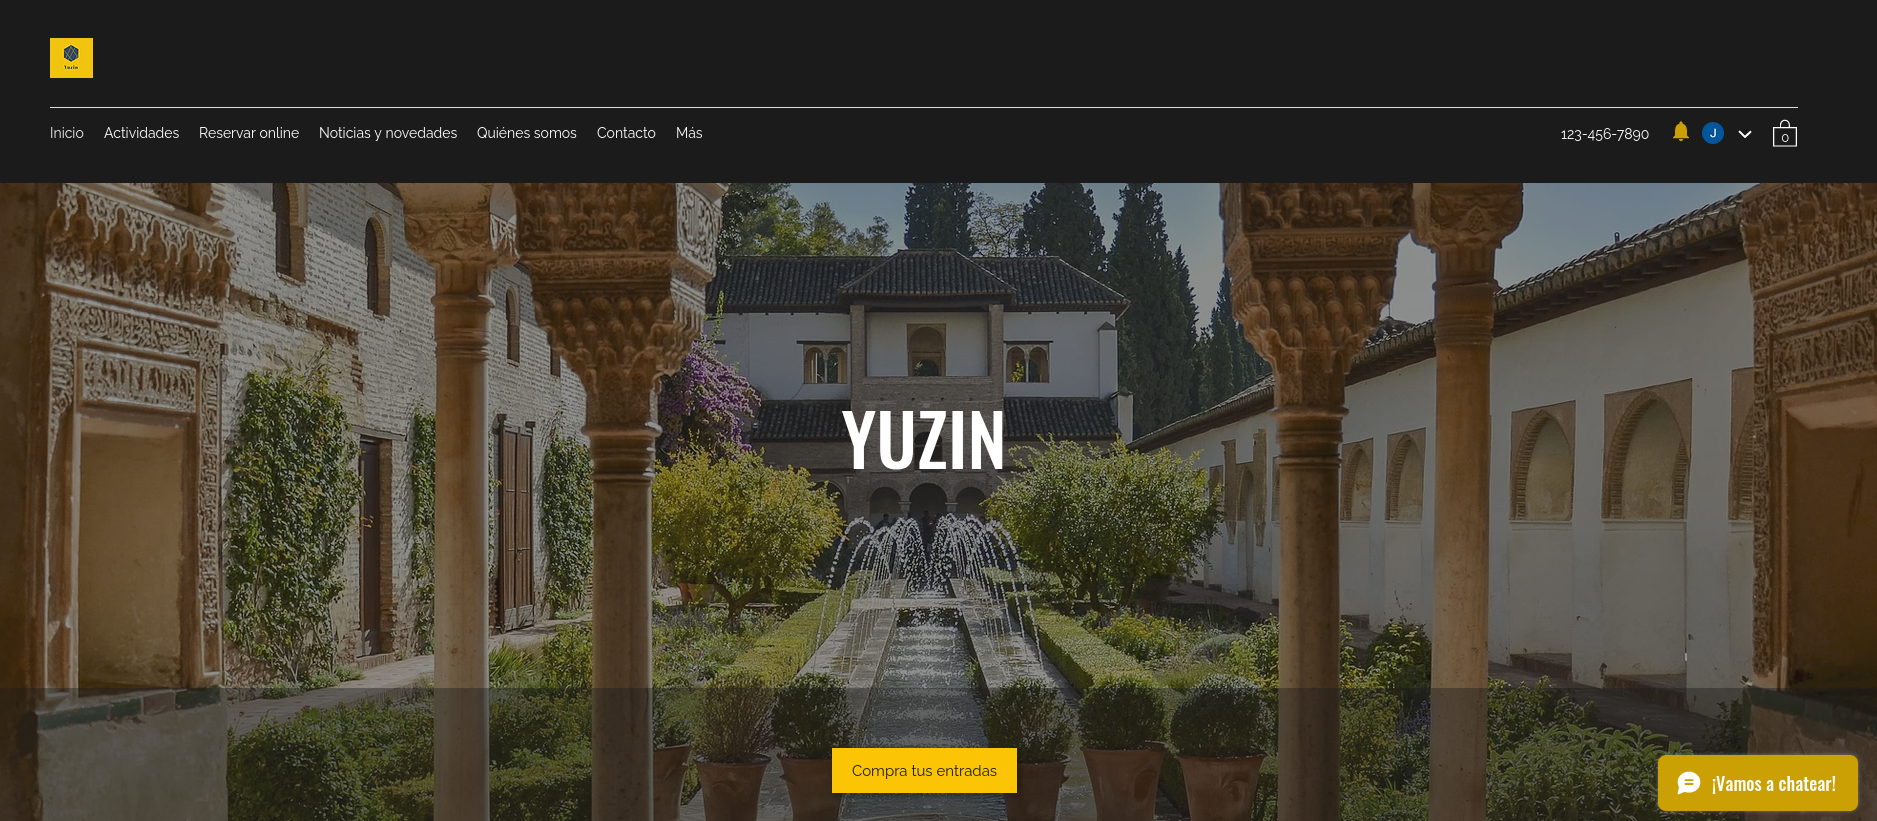 Yuzin
Inicio Actividades Reservar online Noticias y novedades Quiénes somos Contacto Más
123-456-7890 J 0
YUZIN
Compra tus entradas
¡Vamos a chatear!